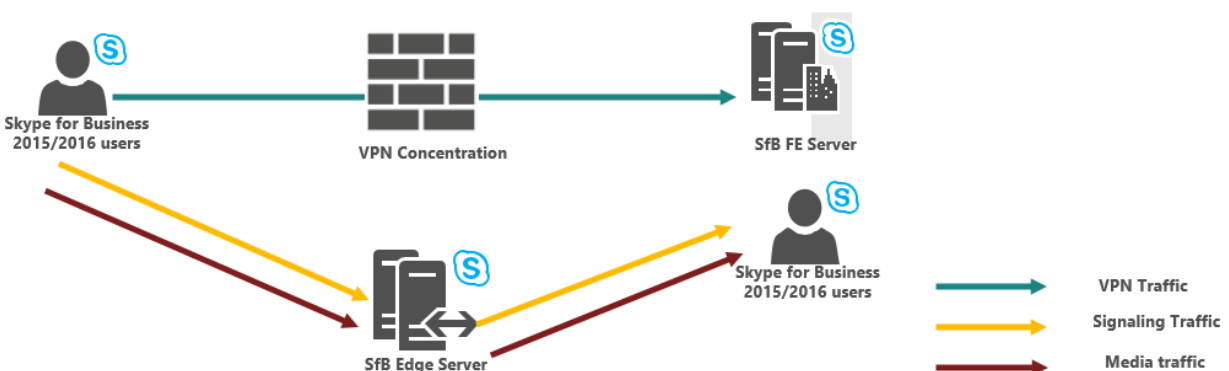 Skype for Business
2015/2016 users
VPN Concentration
SfB FE Server
Skype for Business
2015/2016 users
SfB Edge Server
VPN Traffic
Signaling Traffic
Media traffic